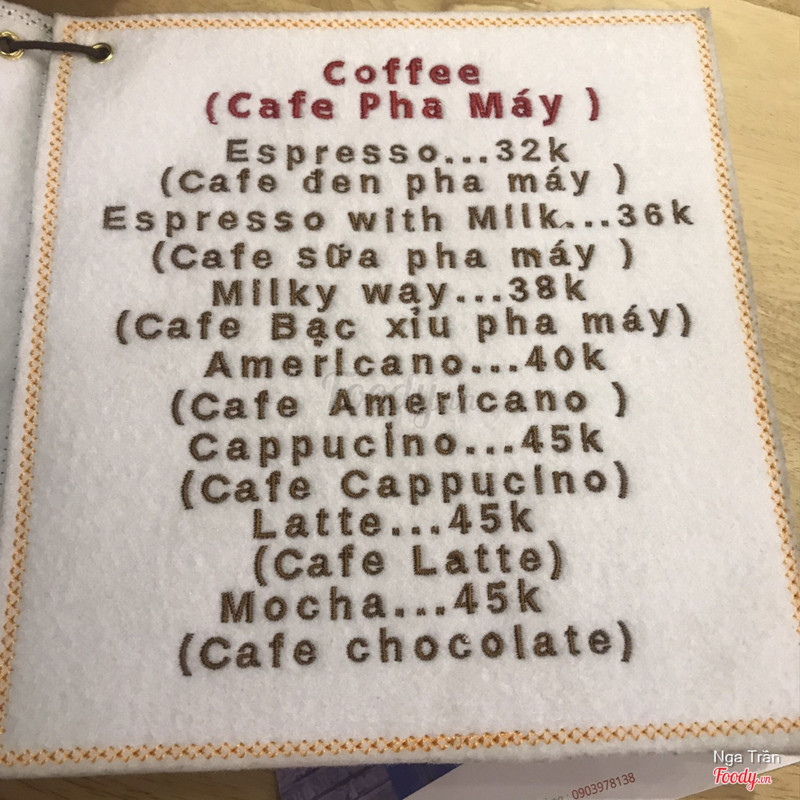 Coffee
(Cafe Pha Máy )
Espresso...32k
(Cafe đen pha máy )
Espresso with Milk...36k
(Cafe sữa pha máy )
Milky way...38k
(Cafe Bạc xỉu pha máy)
Americano...40k
(Cafe Americano )
Cappucino...45k
(Cafe Cappucino)
Latte...45k
(Cafe Latte)
Mocha...45k
(Cafe chocolate)
Foody.vn
Nga Trần
Foody.vn
0903978138